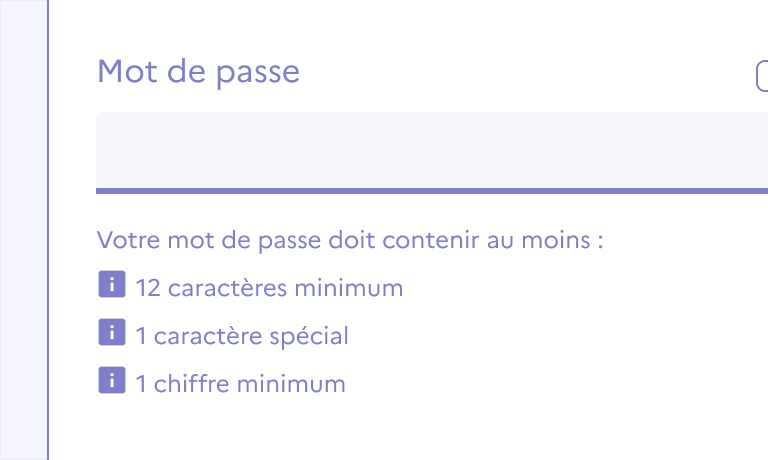 Mot de passe
Votre mot de passe doit contenir au moins :
12 caractères minimum
1 caractère spécial
1 chiffre minimum